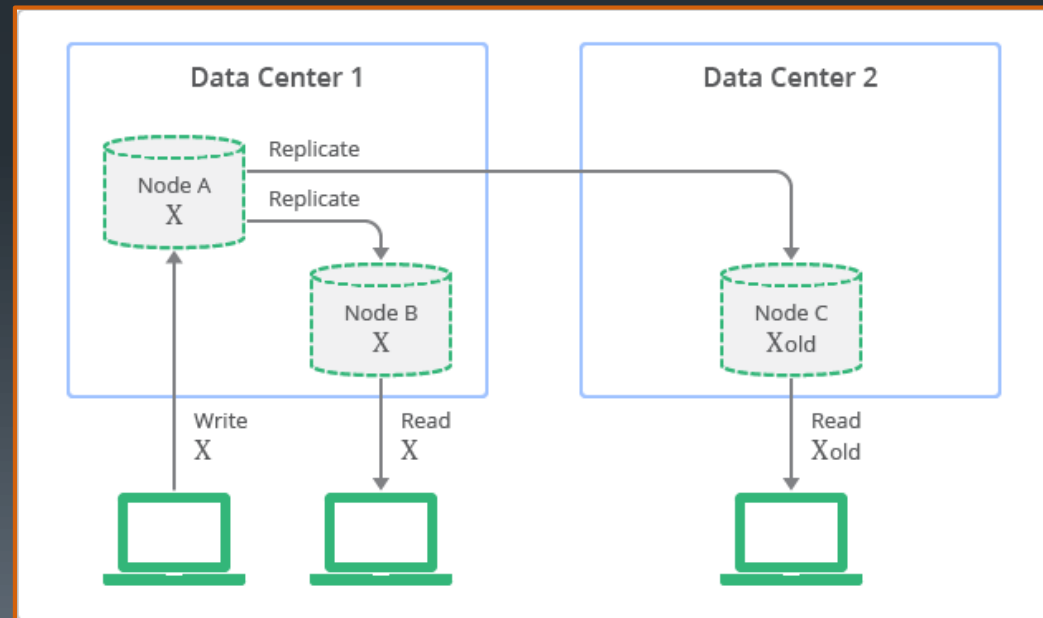 Data Center 1
Data Center 2
Replicate
Node A
X
Replicate
Node B
X
Node C
Xold
Write
X
Read
X
Read
Xold